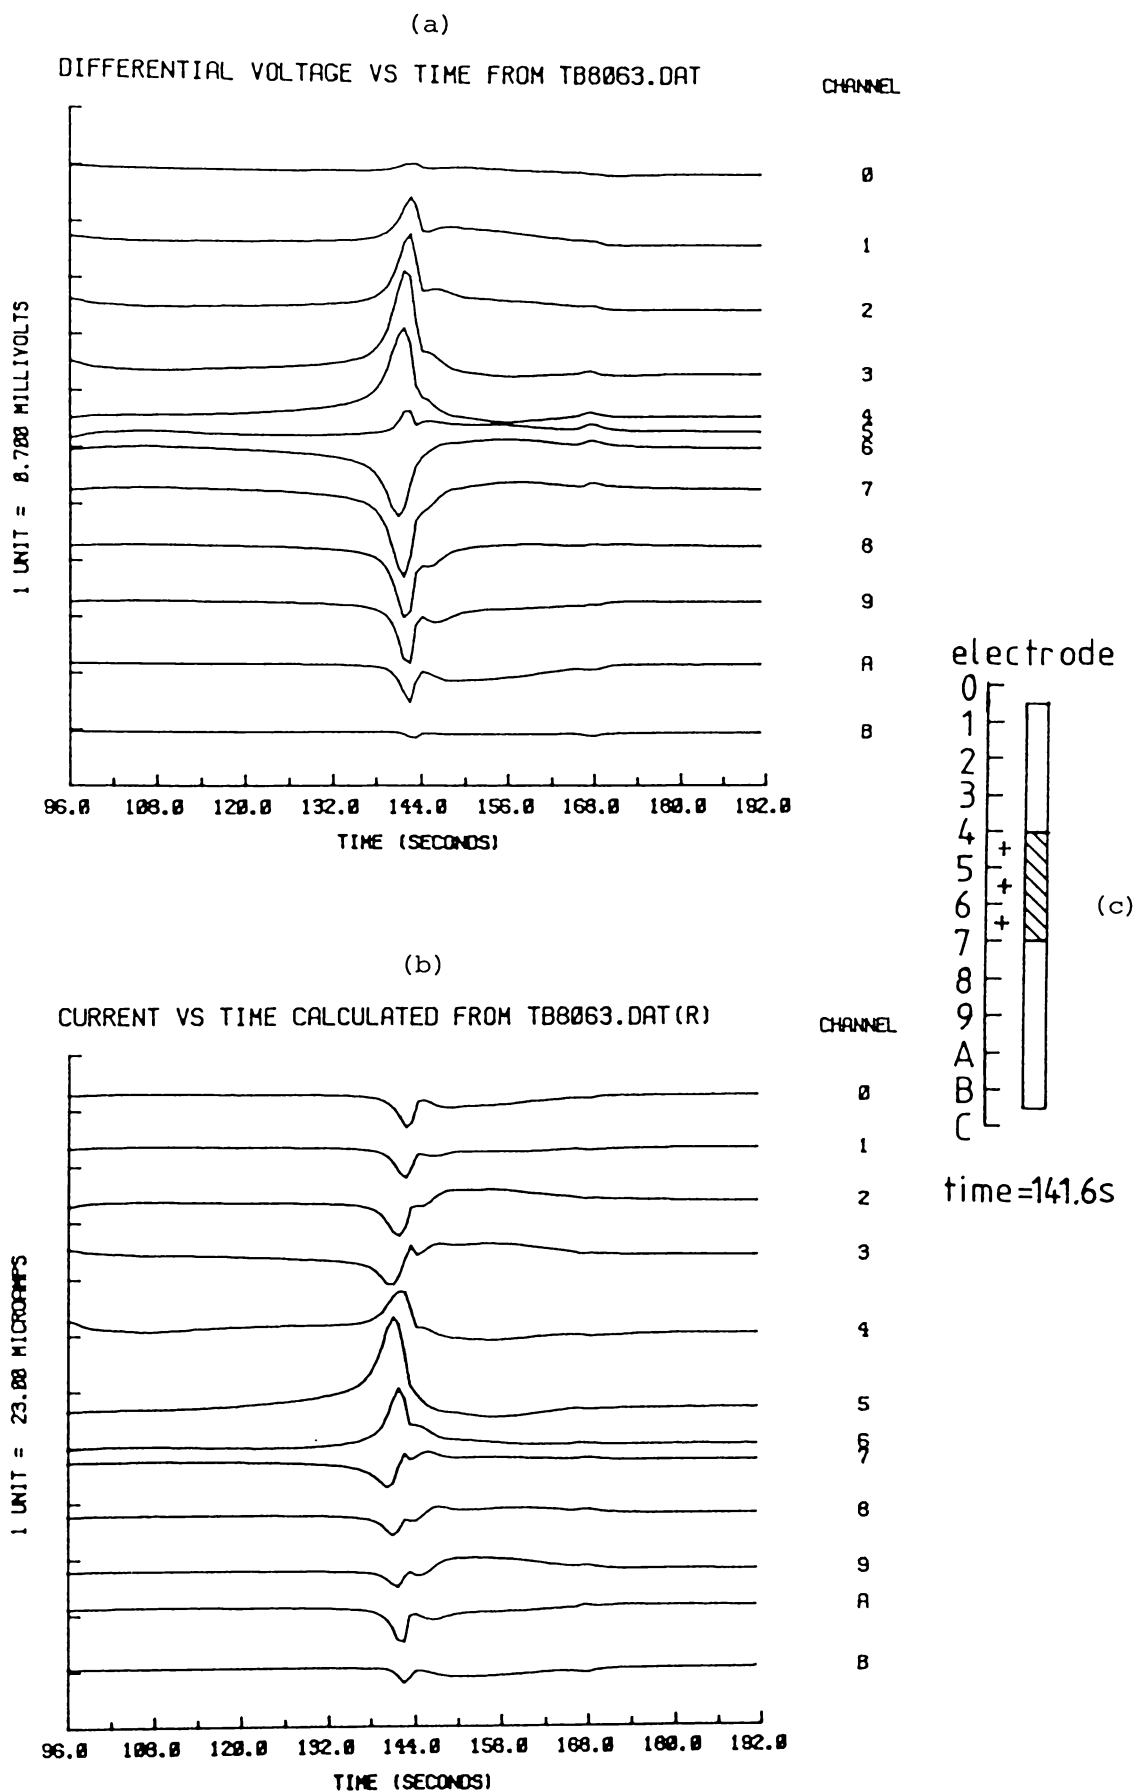 (a)
DIFFERENTIAL VOLTAGE VS TIME FROM TB8063.DAT
CHANNEL
0
1
2
3
4
5
6
7
8
9
A
B
1 UNIT = 0.700 MILLIVOLTS
96.0 108.0 120.0 132.0 144.0 156.0 168.0 180.0 192.0
TIME (SECONDS)
electrode
0
1
2
3
4
+
5
+
6
+
7
8
9
A
B
C
(c)
time=141.6s
(b)
CURRENT VS TIME CALCULATED FROM TB8063.DAT(R)
CHANNEL
0
1
2
3
4
5
6
7
8
9
A
B
1 UNIT = 23.00 MICROAMPS
96.0 108.0 120.0 132.0 144.0 156.0 168.0 180.0 192.0
TIME (SECONDS)